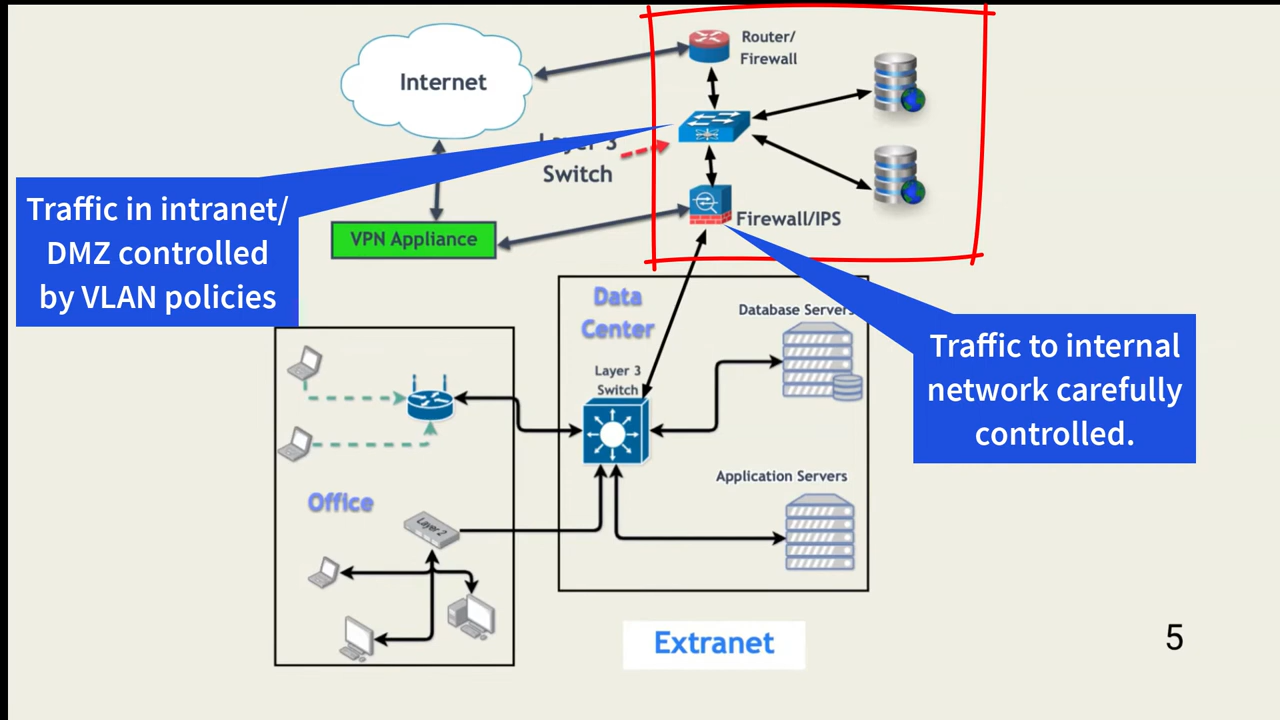 Router/
Firewall
Internet
Layer 3
Switch
Traffic in intranet/
DMZ controlled
by VLAN policies
VPN Appliance
Firewall/IPS
Data
Center
Database Servers
Traffic to internal
network carefully
controlled.
Layer 3
Switch
Application Servers
Office
Layer 2
Extranet
5